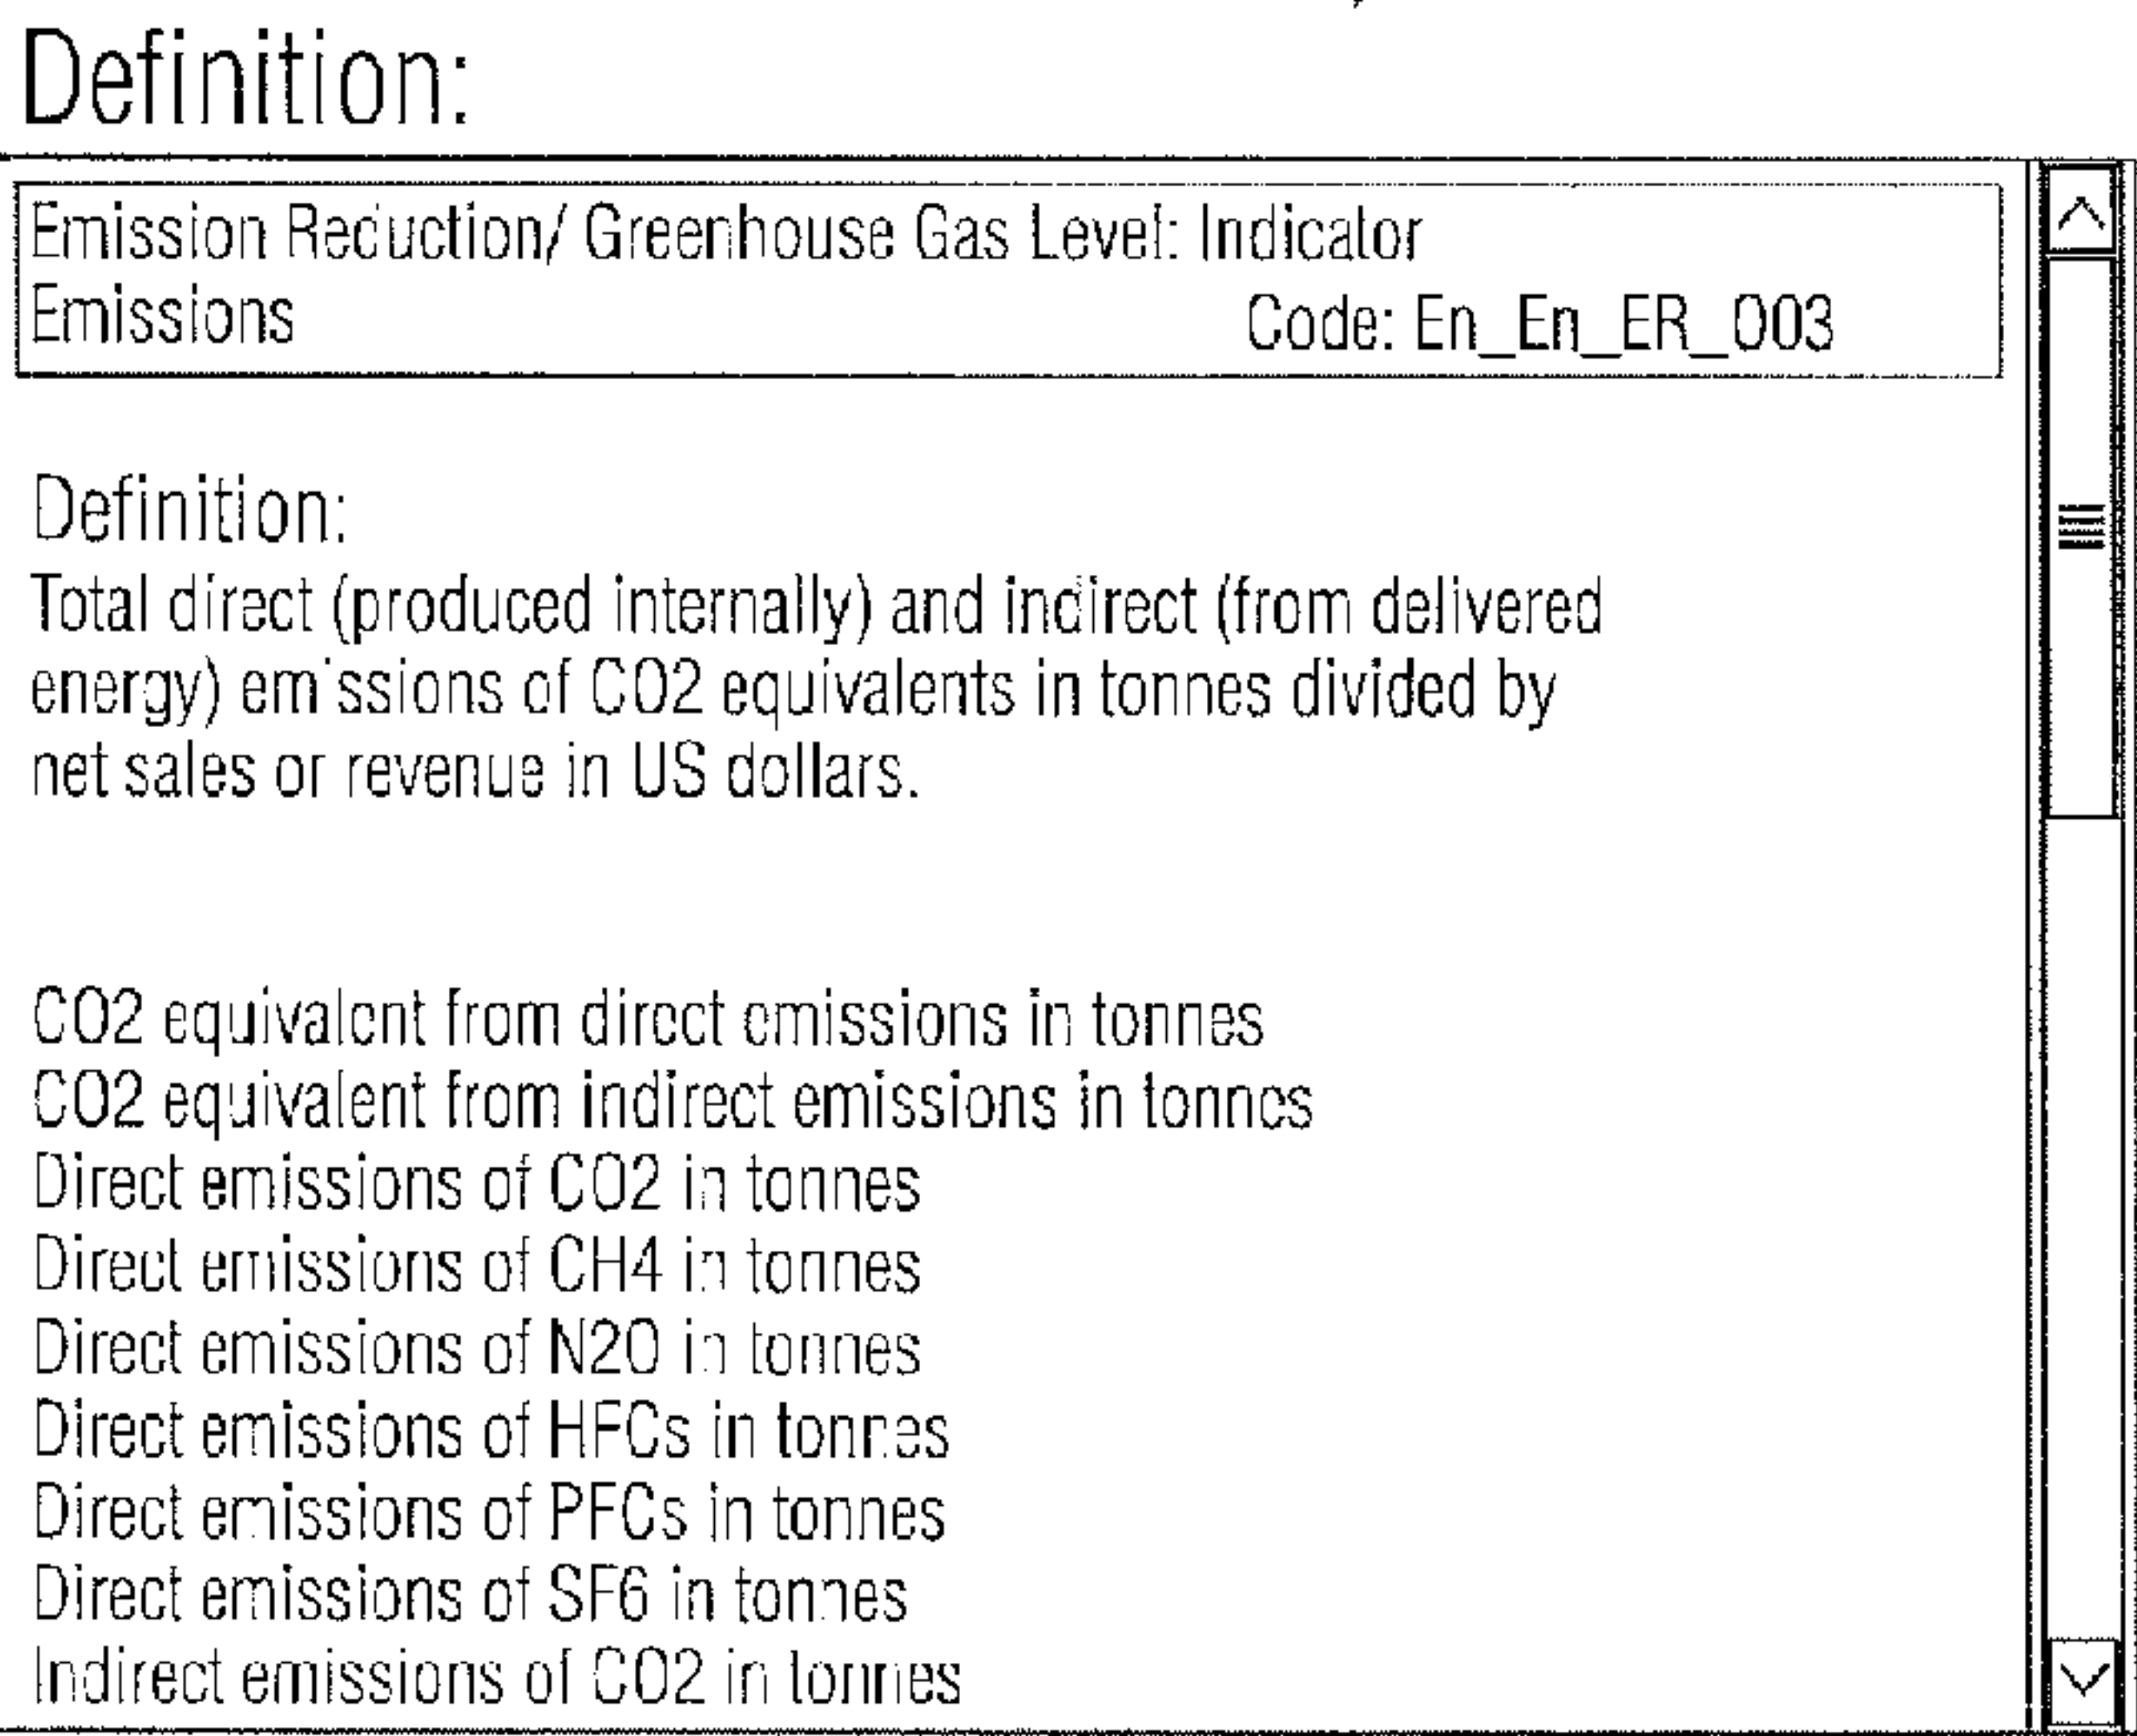 Definition:
Emission Reduction/ Greenhouse Gas Level: Indicator
Emissions Code: En_En_ER_O03
Definition:
Total direct (produced internally) and indirect (from delivered
energy) emissions of CO2 equivalents in tonnes divided by
net sales or revenue in US dollars.
CO2 equivalent from direct emissions in tonnes
CO2 equivalent from indirect emissions in tonnes
Direct emissions of CO2 in tonnes
Direct emissions of CH4 in tonnes
Direct emissions of N2O in tonnes
Direct emissions of HFCs in tonnes
Direct emissions of PFCs in tonnes
Direct emissions of SF6 in tonnes
Indirect emissions of CO2 in tonnes